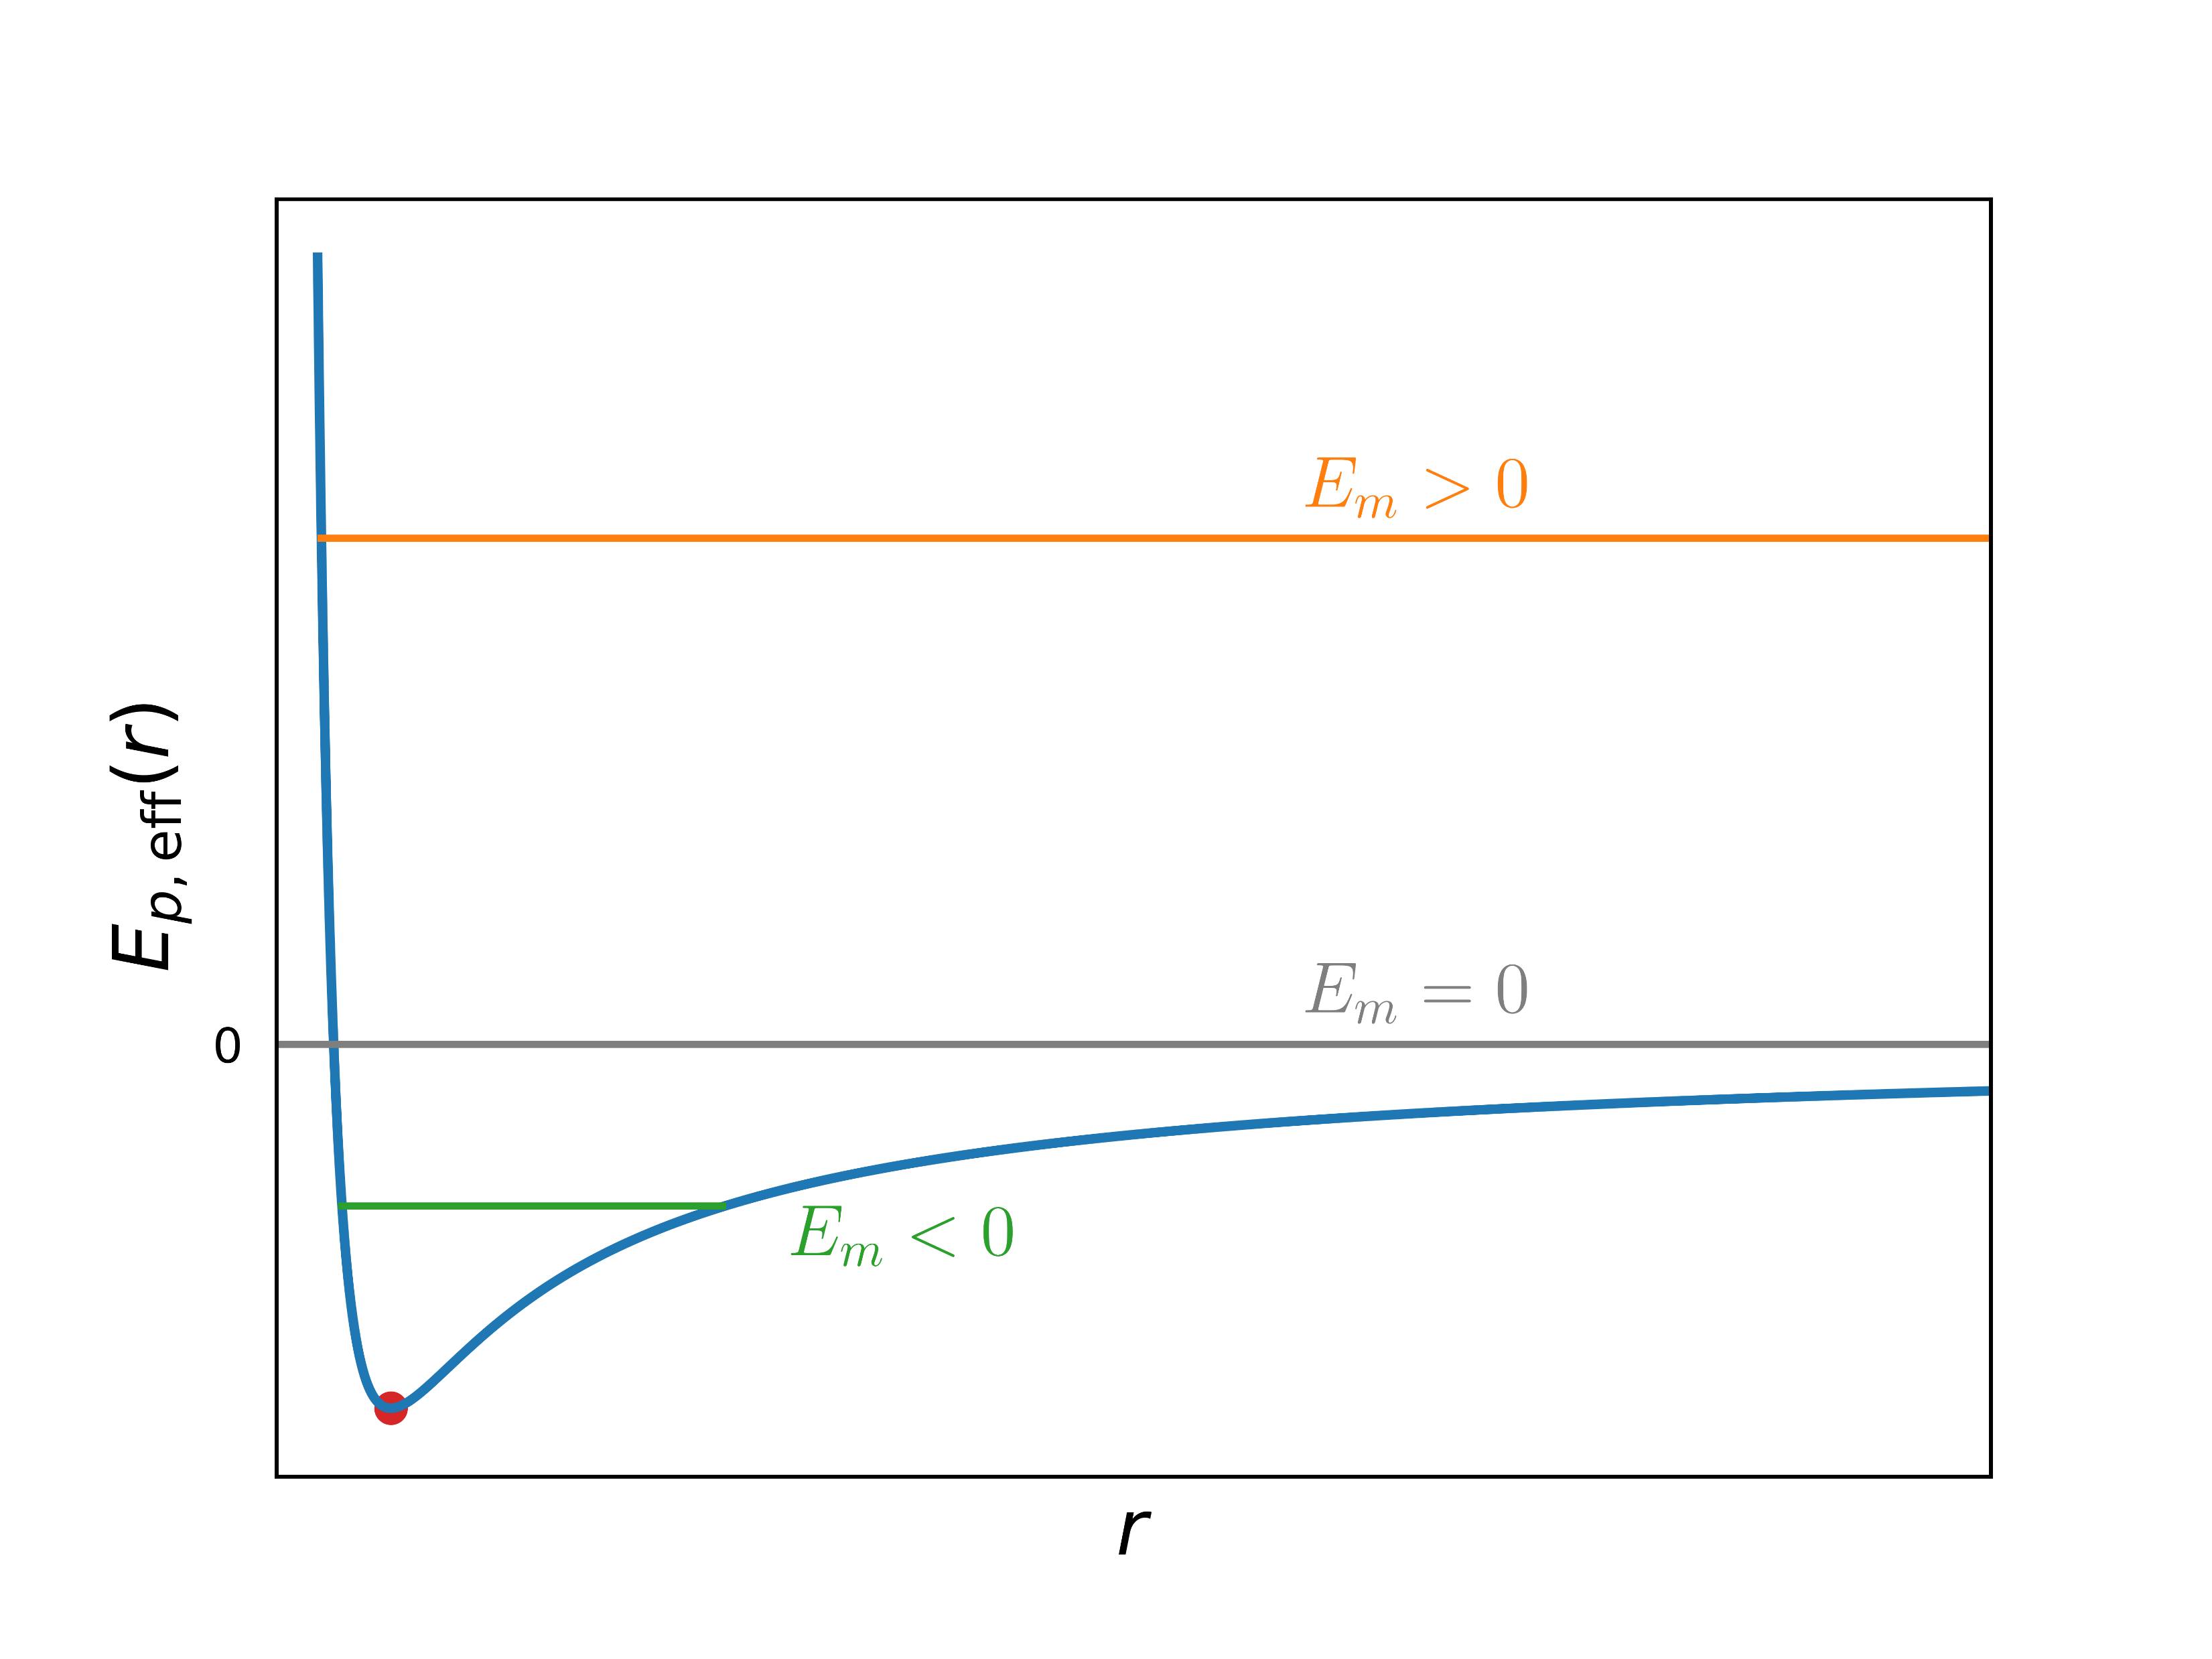 E_m > 0
E_{p, eff}(r)
E_m = 0
0
E_m < 0
r